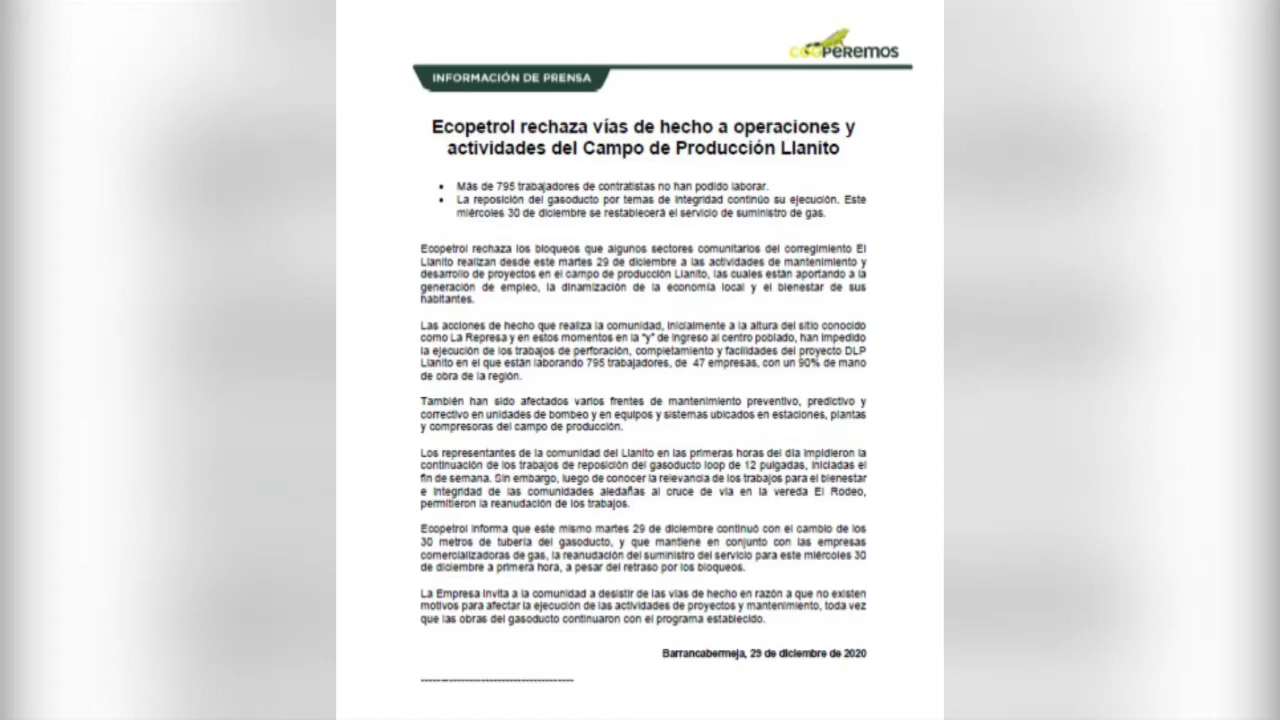 COOPEREMOS
INFORMACIÓN DE PRENSA
Ecopetrol rechaza vías de hecho a operaciones y
actividades del Campo de Producción Llanito
• Más de 795 trabajadores de contratistas no han podido laborar.
• La reposición del gasoducto por temas de integridad continúo su ejecución. Este
miércoles 30 de diciembre se restablecerá el servicio de suministro de gas.
Ecopetrol rechaza los bloqueos que algunos sectores comunitarios del corregimiento El
Llanito realizan desde este martes 29 de diciembre a las actividades de mantenimiento y
desarrollo de proyectos en el campo de producción Llanito, las cuales están aportando a la
generación de empleo, la dinamización de la economía local y el bienestar de sus
habitantes.
Las acciones de hecho que realiza la comunidad, inicialmente a la altura del sitio conocido
como La Represa y en estos momentos en la "y" de ingreso al centro poblado, han impedido
la ejecución de los trabajos de perforación, completamiento y facilidades del proyecto DLP
Llanito en el que están laborando 795 trabajadores, de 47 empresas, con un 90% de mano
de obra de la región.
También han sido afectados varios frentes de mantenimiento preventivo, predictivo y
correctivo en unidades de bombeo y en equipos y sistemas ubicados en estaciones, plantas
y compresoras del campo de producción.
Los representantes de la comunidad del Llanito en las primeras horas del día impidieron la
continuación de los trabajos de reposición del gasoducto loop de 12 pulgadas, iniciadas el
fin de semana. Sin embargo, luego de conocer la relevancia de los trabajos para el bienestar
e integridad de las comunidades aledañas al cruce de vía en la vereda El Rodeo,
permitieron la reanudación de los trabajos.
Ecopetrol informa que este mismo martes 29 de diciembre continuó con el cambio de los
30 metros de tubería del gasoducto, y que mantiene en conjunto con las empresas
comercializadoras de gas, la reanudación del suministro del servicio para este miércoles 30
de diciembre a primera hora, a pesar del retraso por los bloqueos.
La Empresa invita a la comunidad a desistir de las vías de hecho en razón a que no existen
motivos para afectar la ejecución de las actividades de proyectos y mantenimiento, toda vez
que las obras del gasoducto continuaron con el programa establecido.
Barrancabermeja, 29 de diciembre de 2020